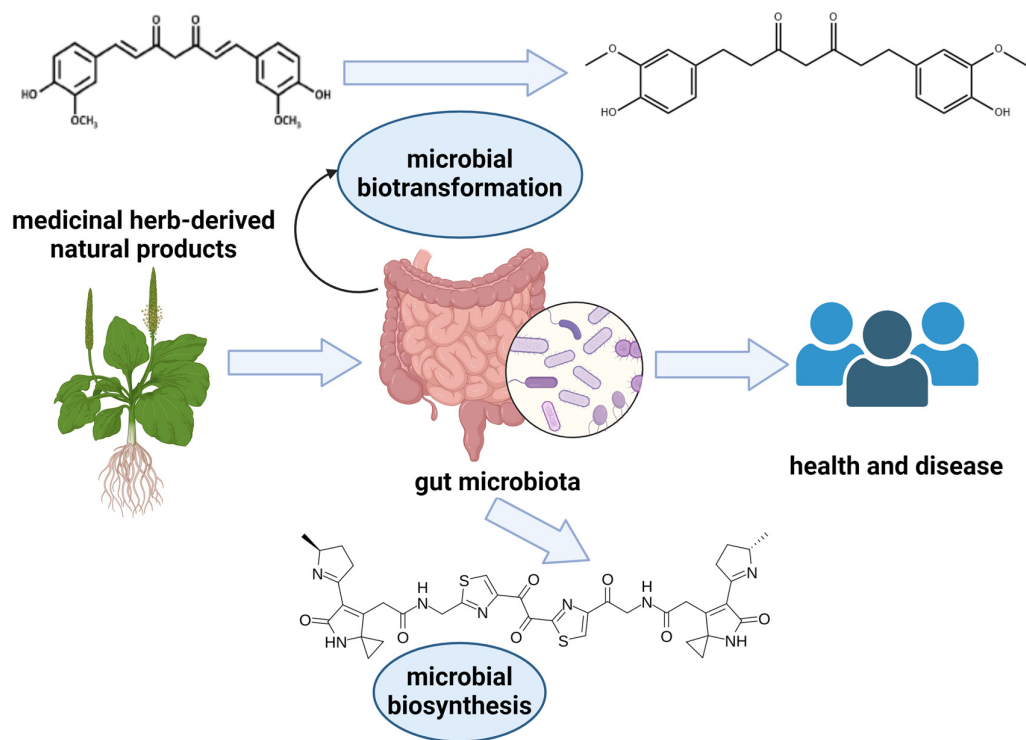 O O O O
O O
HO OH
OCH3 OCH3
HO OH
microbial
biotransformation
medicinal herb-derived
natural products
gut microbiota
health and disease
N N
H H
S O O N
N N
O O O
N O O S
HN NH
microbial
biosynthesis